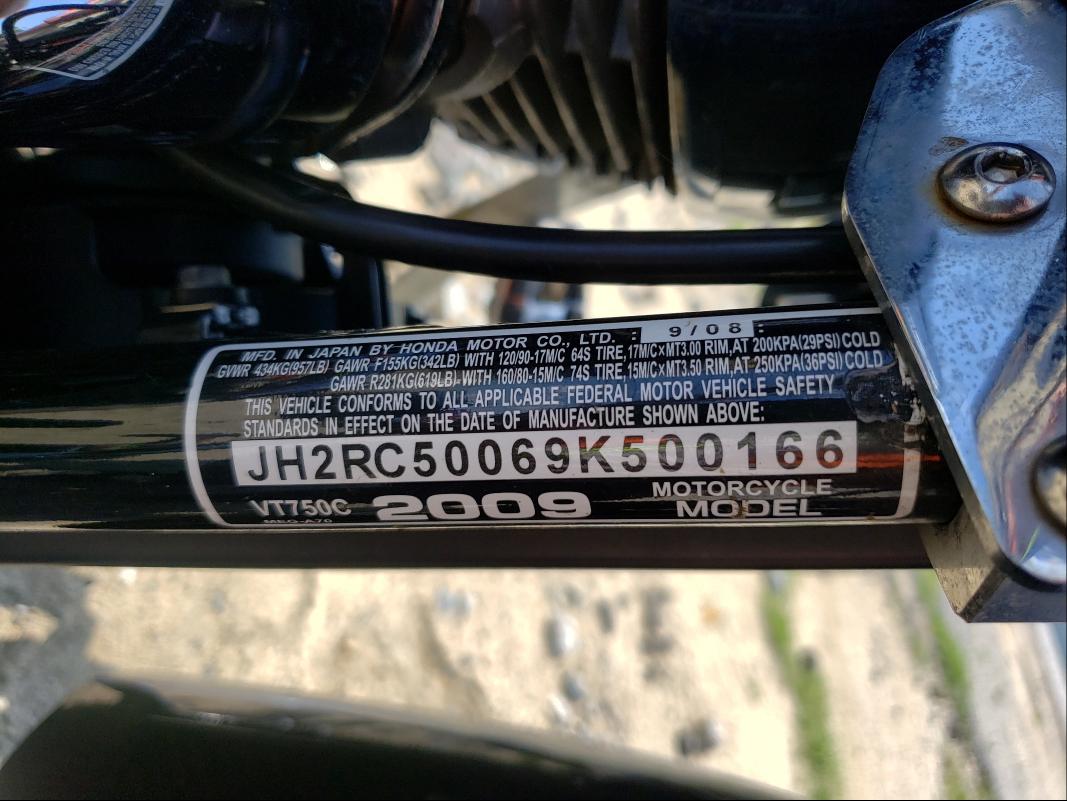 MFD. IN JAPAN BY HONDA MOTOR CO., LTD. : 9/08 :
GVWR 434KG(957LB) GAWR F155KG(342LB) WITH 120/90-17M/C 64S TIRE,17M/C×MT3.00 RIM,AT 200KPA(29PSI)COLD
GAWR R281KG(619LB) WITH 160/80-15M/C 74S TIRE,15M/C×MT3.50 RIM,AT 250KPA(36PSI)COLD
THIS VEHICLE CONFORMS TO ALL APPLICABLE FEDERAL MOTOR VEHICLE SAFETY
STANDARDS IN EFFECT ON THE DATE OF MANUFACTURE SHOWN ABOVE:
JH2RC50069K500166
VT750C 2009 MOTORCYCLE MODEL
MEG-A70